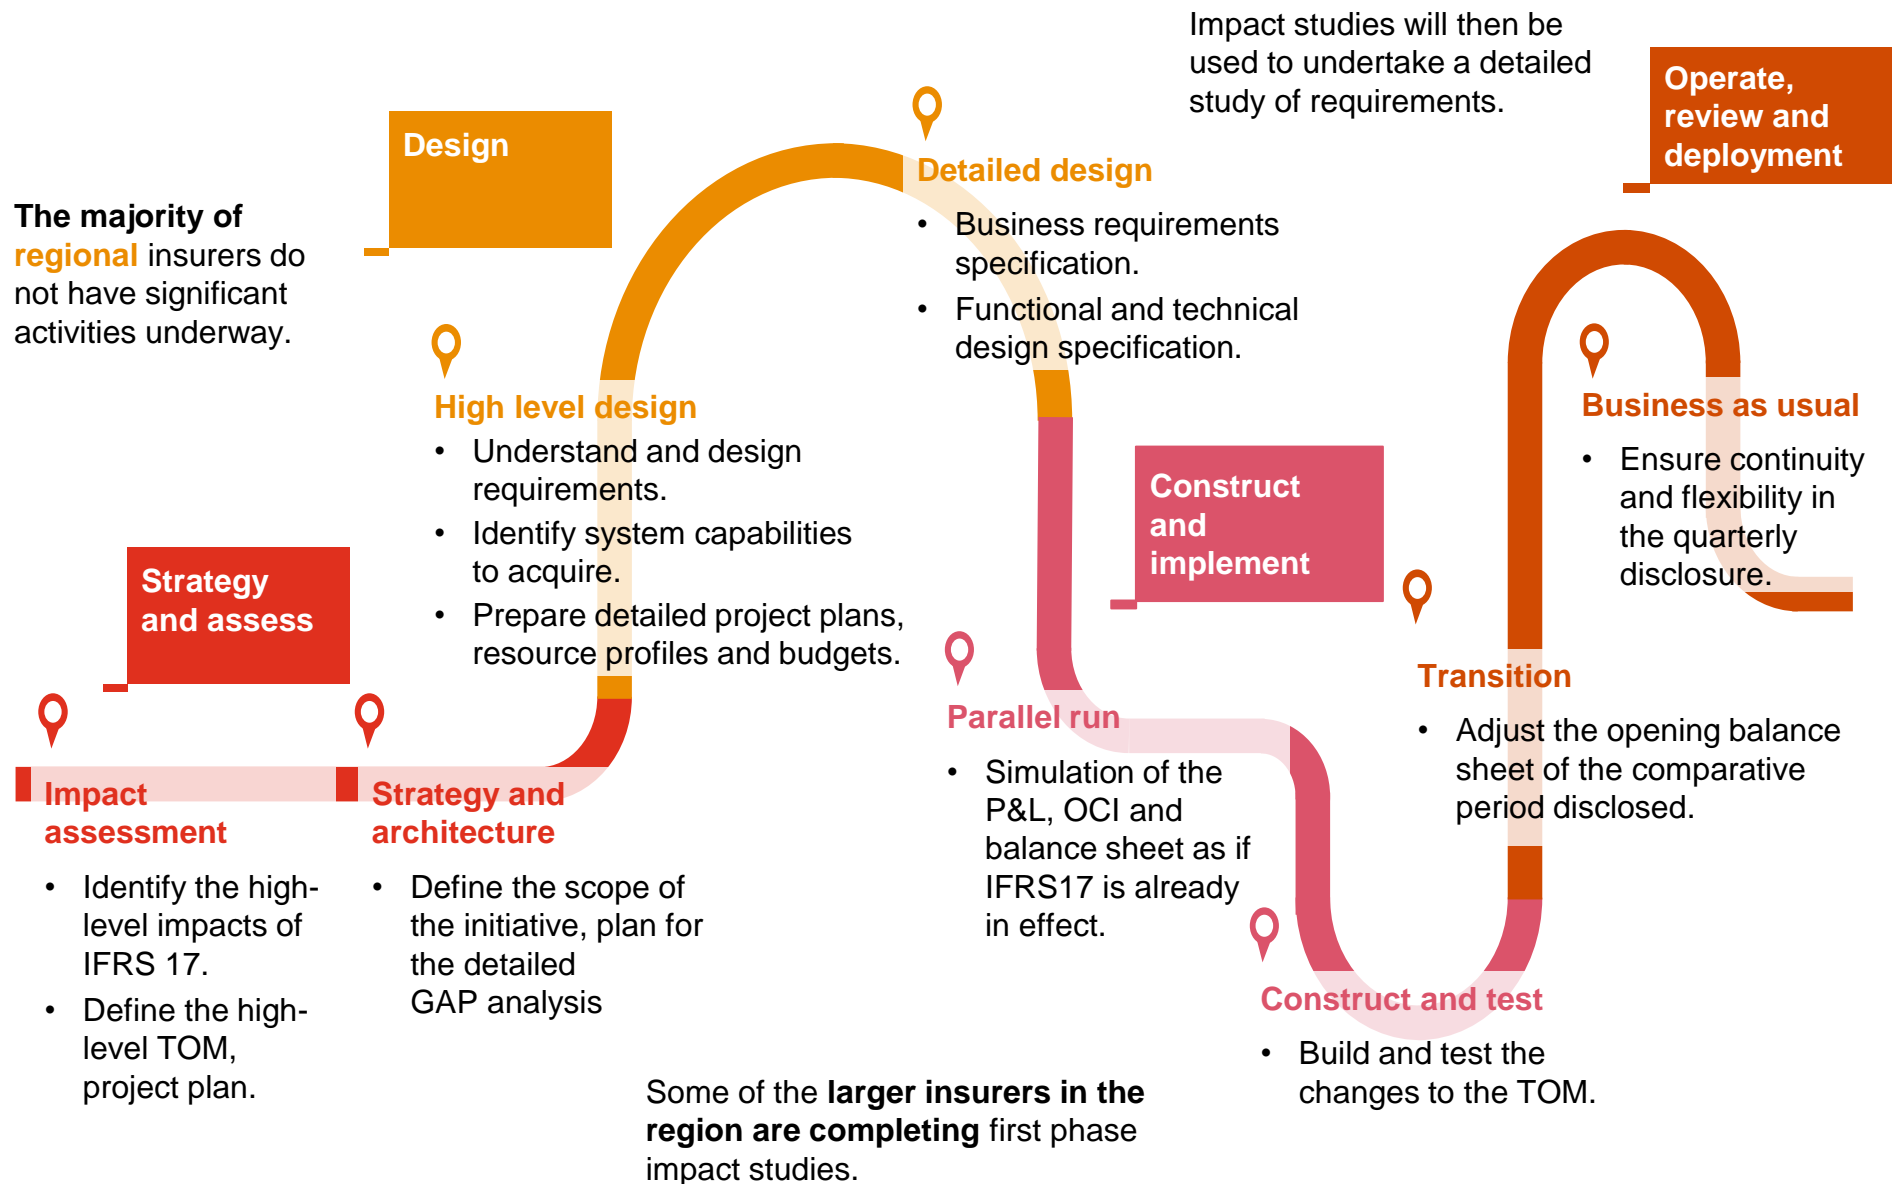 The majority of
regional insurers do
not have significant
activities underway.
Strategy
and assess
Impact
assessment
• Identify the high-
level impacts of
IFRS 17.
• Define the high-
level TOM,
project plan.
Strategy and
architecture
• Define the scope of
the initiative, plan for
the detailed
GAP analysis
Design
High level design
• Understand and design
requirements.
• Identify system capabilities
to acquire.
• Prepare detailed project plans,
resource profiles and budgets.
Detailed design
• Business requirements
specification.
• Functional and technical
design specification.
Impact studies will then be
used to undertake a detailed
study of requirements.
Construct
and
implement
Parallel run
• Simulation of the
P&L, OCI and
balance sheet as if
IFRS17 is already
in effect.
Construct and test
• Build and test the
changes to the TOM.
Some of the larger insurers in the
region are completing first phase
impact studies.
Operate,
review and
deployment
Transition
• Adjust the opening balance
sheet of the comparative
period disclosed.
Business as usual
• Ensure continuity
and flexibility in
the quarterly
disclosure.